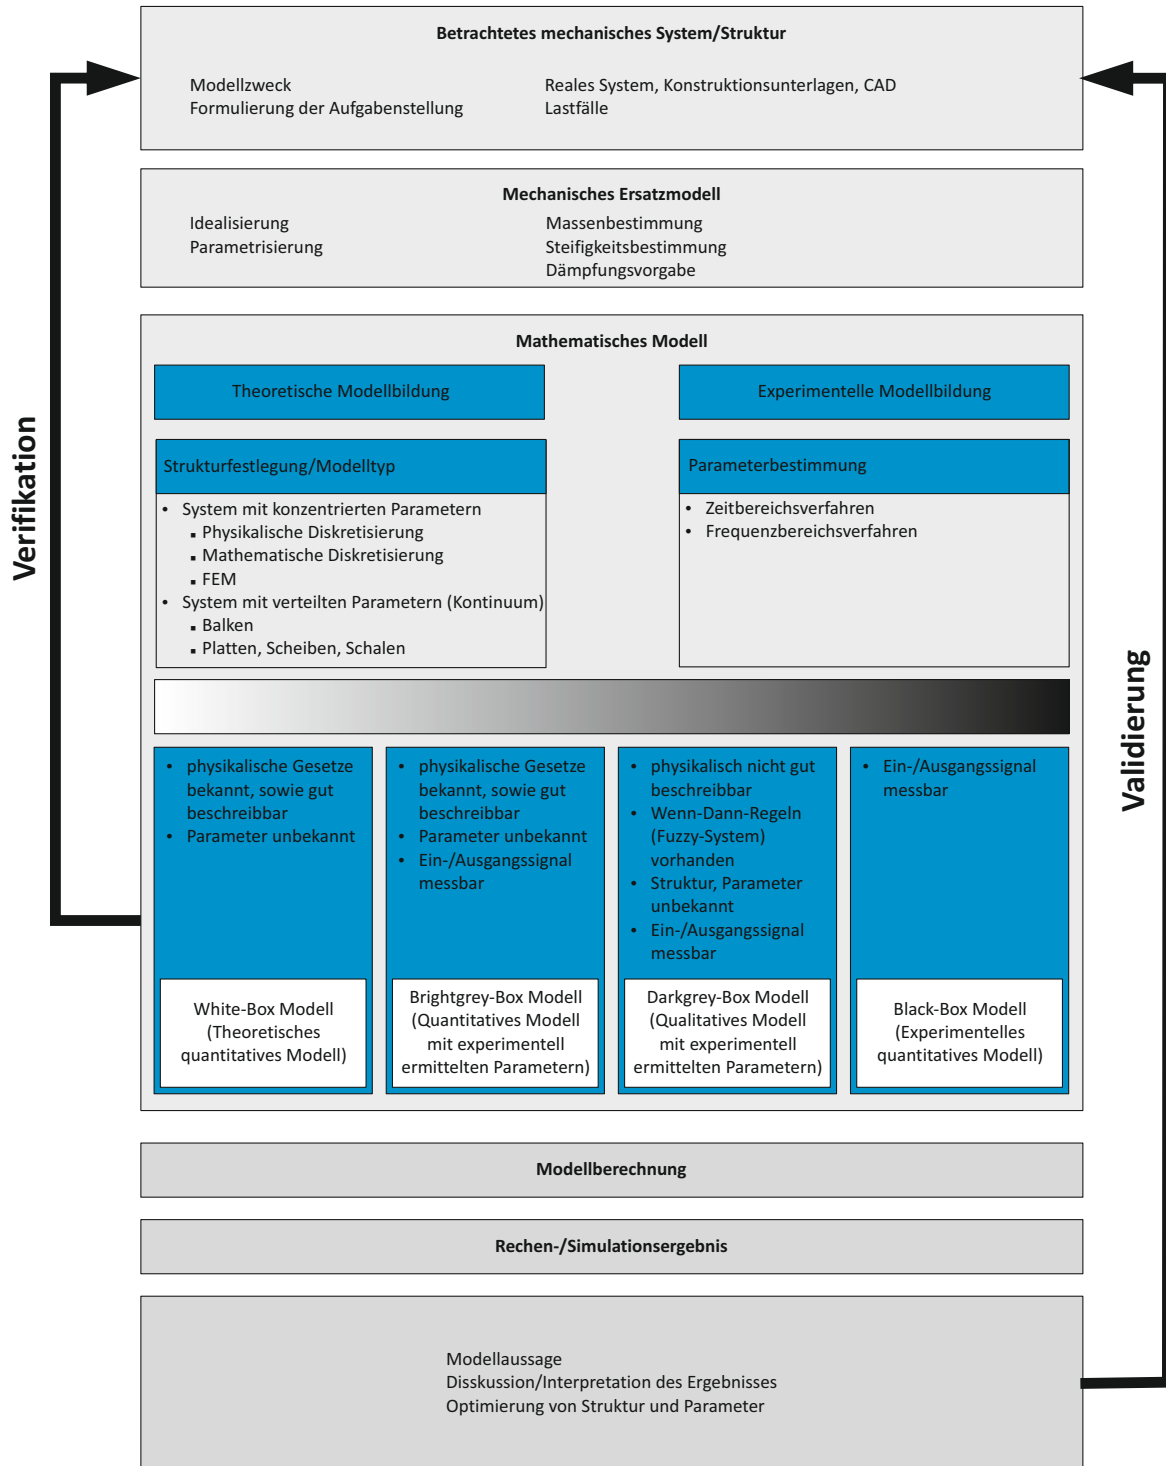 Betrachtetes mechanisches System/Struktur
Modellzweck
Formulierung der Aufgabenstellung
Reales System, Konstruktionsunterlagen, CAD
Lastfälle
Mechanisches Ersatzmodell
Idealisierung
Parametrisierung
Massenbestimmung
Steifigkeitsbestimmung
Dämpfungsvorgabe
Mathematisches Modell
Theoretische Modellbildung
Experimentelle Modellbildung
Strukturfestlegung/Modelltyp
• System mit konzentrierten Parametern
▪ Physikalische Diskretisierung
▪ Mathematische Diskretisierung
▪ FEM
• System mit verteilten Parametern (Kontinuum)
▪ Balken
▪ Platten, Scheiben, Schalen
Parameterbestimmung
• Zeitbereichsverfahren
• Frequenzbereichsverfahren
• physikalische Gesetze
bekannt, sowie gut
beschreibbar
• Parameter unbekannt
White-Box Modell
(Theoretisches
quantitatives Modell)
• physikalische Gesetze
bekannt, sowie gut
beschreibbar
• Parameter unbekannt
• Ein-/Ausgangssignal
messbar
Brightgrey-Box Modell
(Quantitatives Modell
mit experimentell
ermittelten Parametern)
• physikalisch nicht gut
beschreibbar
• Wenn-Dann-Regeln
(Fuzzy-System)
vorhanden
• Struktur, Parameter
unbekannt
• Ein-/Ausgangssignal
messbar
Darkgrey-Box Modell
(Qualitatives Modell
mit experimentell
ermittelten Parametern)
• Ein-/Ausgangssignal
messbar
Black-Box Modell
(Experimentelles
quantitatives Modell)
Modellberechnung
Rechen-/Simulationsergebnis
Modellaussage
Disskussion/Interpretation des Ergebnisses
Optimierung von Struktur und Parameter
Verifikation
Validierung